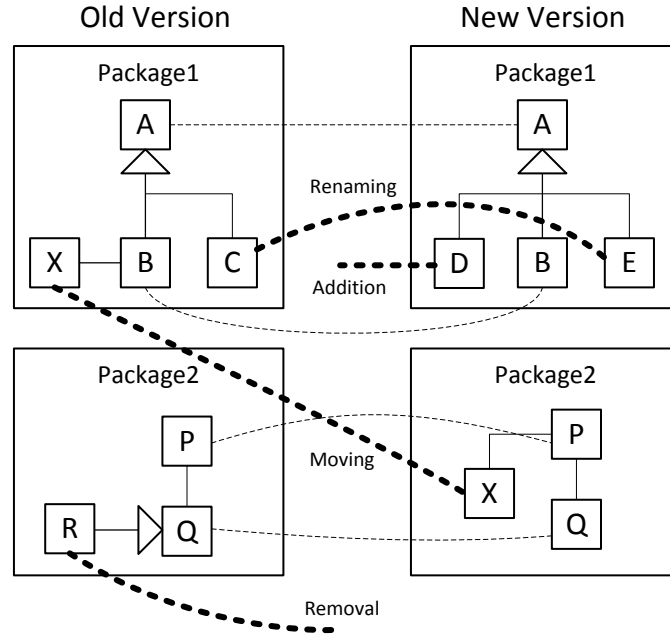 Old Version
New Version
Package1
Package1
A
A
Renaming
X
B
C
D
B
E
Addition
Package2
Package2
P
P
Moving
X
R
Q
Q
Removal